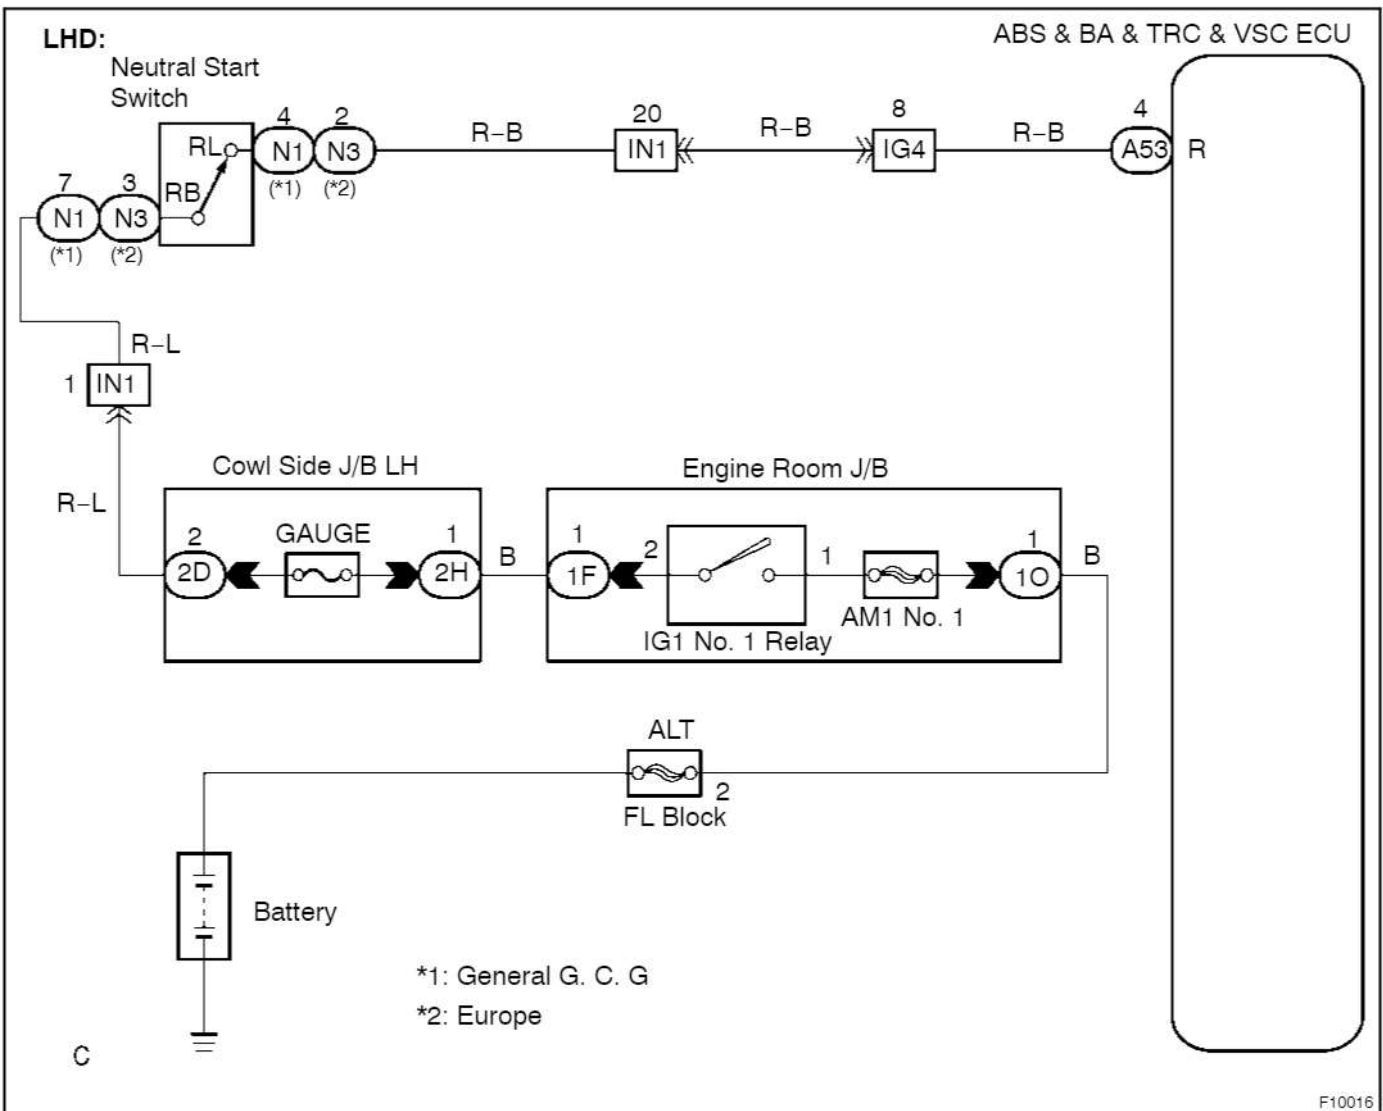 LHD:
ABS & BA & TRC & VSC ECU
Neutral Start
Switch
4 2
20
8
4
RL
N1 N3
R–B
IN1
R–B
IG4
R–B
A53
R
(*1) (*2)
7 3
RB
N1 N3
(*1) (*2)
R–L
1 IN1
R–L
Cowl Side J/B LH
Engine Room J/B
2
GAUGE
1
B
1
2
1
1
B
2D
2H
1F
1O
AM1 No. 1
IG1 No. 1 Relay
ALT
2
FL Block
Battery
*1: General G. C. G
*2: Europe
C
F10016